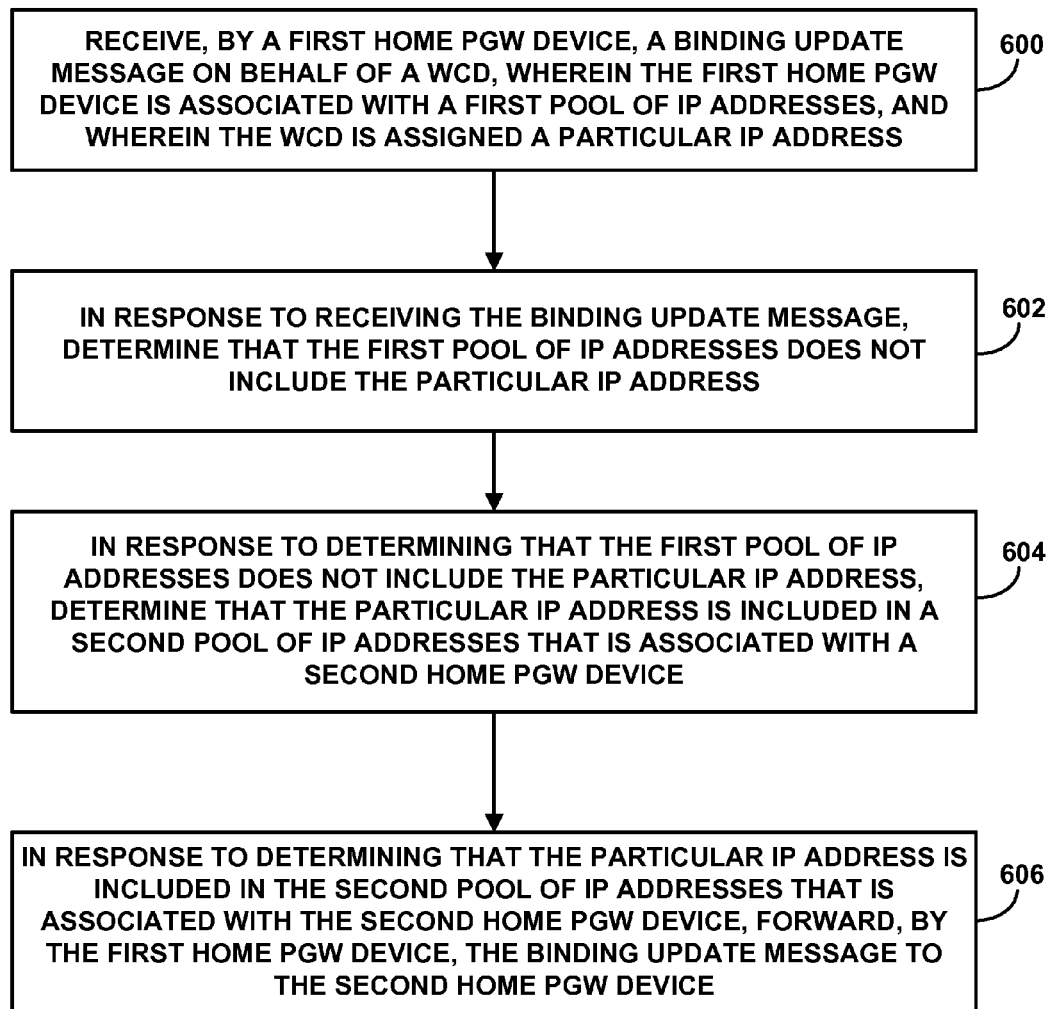 RECEIVE, BY A FIRST HOME PGW DEVICE, A BINDING UPDATE
MESSAGE ON BEHALF OF A WCD, WHEREIN THE FIRST HOME PGW
DEVICE IS ASSOCIATED WITH A FIRST POOL OF IP ADDRESSES, AND
WHEREIN THE WCD IS ASSIGNED A PARTICULAR IP ADDRESS
600
IN RESPONSE TO RECEIVING THE BINDING UPDATE MESSAGE,
DETERMINE THAT THE FIRST POOL OF IP ADDRESSES DOES NOT
INCLUDE THE PARTICULAR IP ADDRESS
602
IN RESPONSE TO DETERMINING THAT THE FIRST POOL OF IP
ADDRESSES DOES NOT INCLUDE THE PARTICULAR IP ADDRESS,
DETERMINE THAT THE PARTICULAR IP ADDRESS IS INCLUDED IN A
SECOND POOL OF IP ADDRESSES THAT IS ASSOCIATED WITH A
SECOND HOME PGW DEVICE
604
IN RESPONSE TO DETERMINING THAT THE PARTICULAR IP ADDRESS IS
INCLUDED IN THE SECOND POOL OF IP ADDRESSES THAT IS
ASSOCIATED WITH THE SECOND HOME PGW DEVICE, FORWARD, BY
THE FIRST HOME PGW DEVICE, THE BINDING UPDATE MESSAGE TO
THE SECOND HOME PGW DEVICE
606